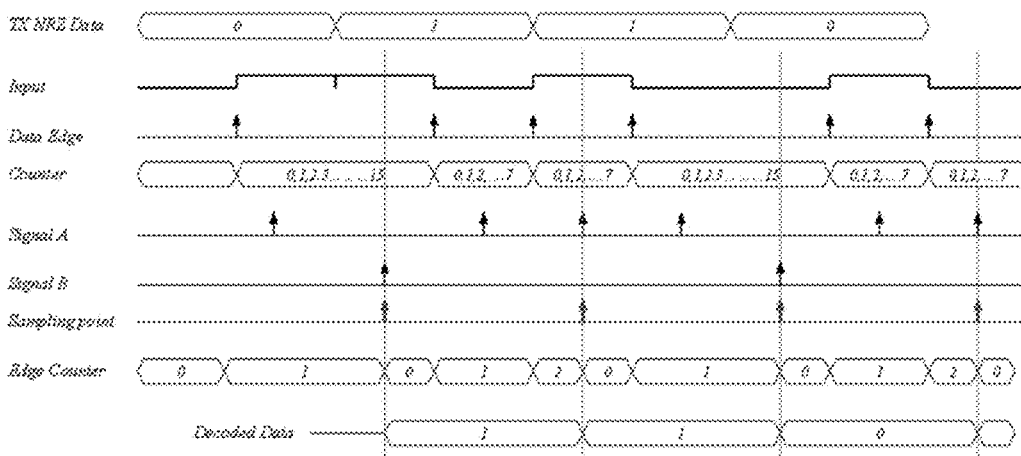 TX NRZ Data 0 1 1 0
Input
Data Edge
Counter 0,1,2,3........15 0,1,2,...7 0,1,2,...7 0,1,2,3........15 0,1,2,...7 0,1,2,...7
Signal A
Signal B
Sampling point
Edge Counter 0 1 0 1 2 0 1 0 1 2 0
Decoded Data 1 1 0